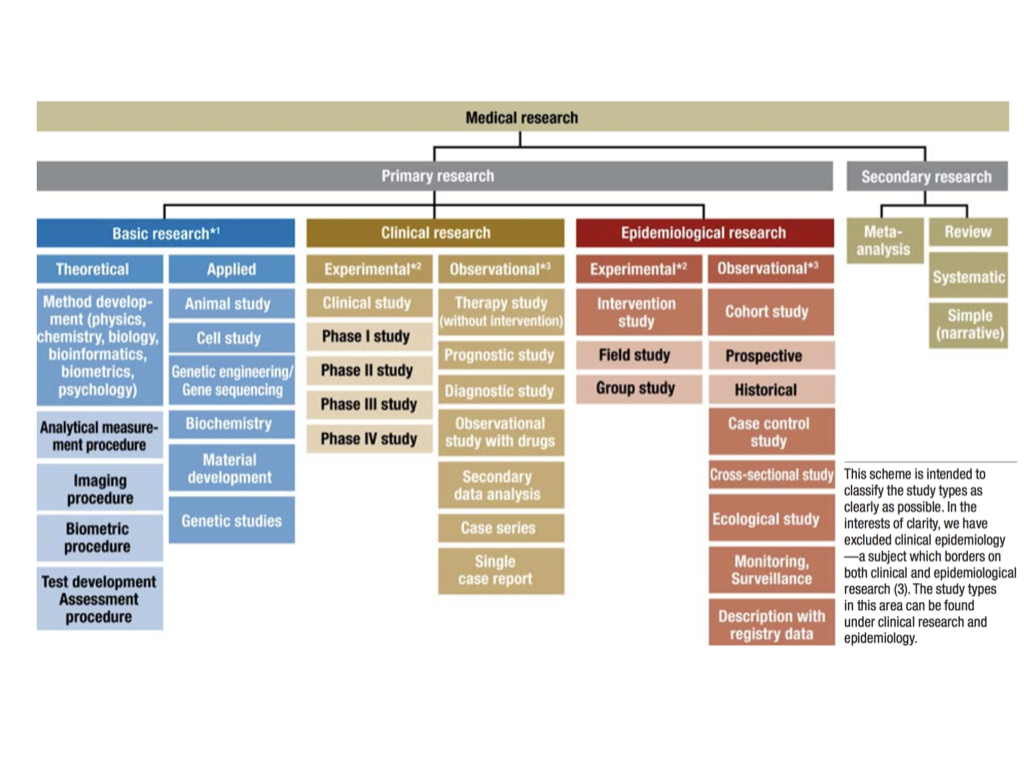 Medical research
Primary research
Secondary research
Basic research*1
Theoretical
Method develop-
ment (physics,
chemistry, biology,
bioinformatics,
biometrics,
psychology)
Analytical measure-
ment procedure
Imaging
procedure
Biometric
procedure
Test development
Assessment
procedure
Applied
Animal study
Cell study
Genetic engineering/
Gene sequencing
Biochemistry
Material
development
Genetic studies
Clinical research
Experimental*2
Clinical study
Phase I study
Phase II study
Phase III study
Phase IV study
Observational*3
Therapy study
(without intervention)
Prognostic study
Diagnostic study
Observational
study with drugs
Secondary
data analysis
Case series
Single
case report
Epidemiological research
Experimental*2
Intervention
study
Field study
Group study
Observational*3
Cohort study
Prospective
Historical
Case control
study
Cross-sectional study
Ecological study
Monitoring,
Surveillance
Description with
registry data
Meta-
analysis
Review
Systematic
Simple
(narrative)
This scheme is intended to
classify the study types as
clearly as possible. In the
interests of clarity, we have
excluded clinical epidemiology
—a subject which borders on
both clinical and epidemiological
research (3). The study types
in this area can be found
under clinical research and
epidemiology.